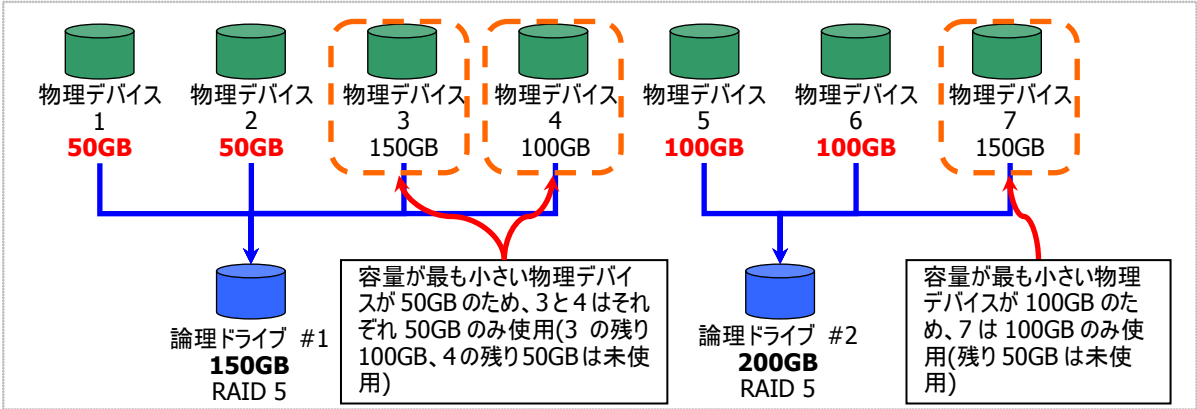 物理デバイス
1
50GB
物理デバイス
2
50GB
物理デバイス
3
150GB
物理デバイス
4
100GB
物理デバイス
5
100GB
物理デバイス
6
100GB
物理デバイス
7
150GB
論理ドライブ #1
150GB
RAID 5
容量が最も小さい物理デバイ
スが 50GB のため、3と4はそれ
ぞれ 50GB のみ使用(3 の残り
100GB、4の残り50GBは未使
用)
論理ドライブ #2
200GB
RAID 5
容量が最も小さい物理
デバイスが 100GB のた
め、7 は 100GB のみ使
用(残り 50GB は未使
用)